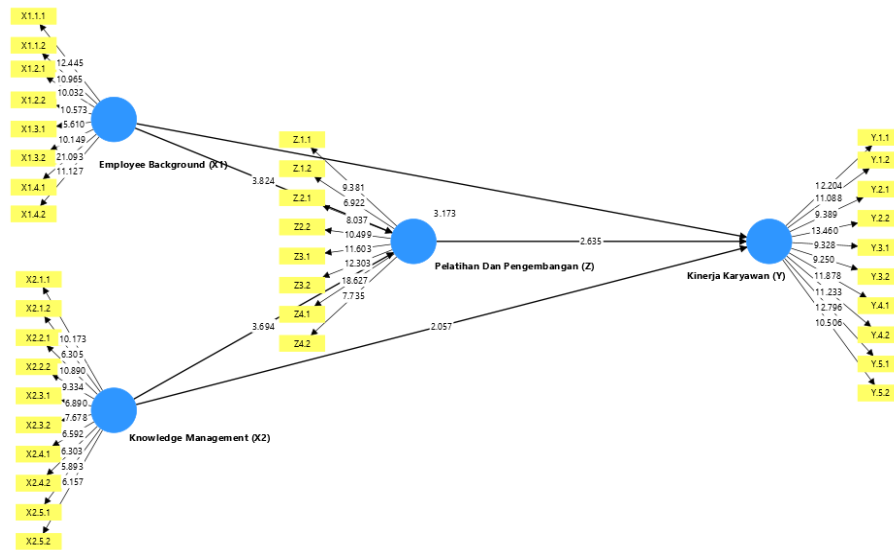 X1.1.1
X1.1.2
X1.2.1
X1.2.2
X1.3.1
X1.3.2
X1.4.1
X1.4.2
12.445
10.965
10.032
10.573
5.610
10.149
21.093
11.127
Employee Background (X1)
3.824
Z.1.1
Z.1.2
Z.2.1
Z2.2
Z3.1
Z3.2
Z4.1
Z4.2
9.381
6.922
8.037
10.499
11.603
12.303
18.627
7.735
3.173
Pelatihan Dan Pengembangan (Z)
2.635
2.057
3.694
Y.1.1
Y.1.2
Y.2.1
Y.2.2
Y.3.1
Y.3.2
Y.4.1
Y.4.2
Y.5.1
Y.5.2
12.204
11.088
9.389
13.460
9.328
9.250
11.878
11.233
12.796
10.506
Kinerja Karyawan (Y)
X2.1.1
X2.1.2
X2.2.1
X2.2.2
X2.3.1
X2.3.2
X2.4.1
X2.4.2
X2.5.1
X2.5.2
10.173
6.305
10.890
9.334
6.890
7.678
6.592
6.303
5.893
6.157
Knowledge Management (X2)